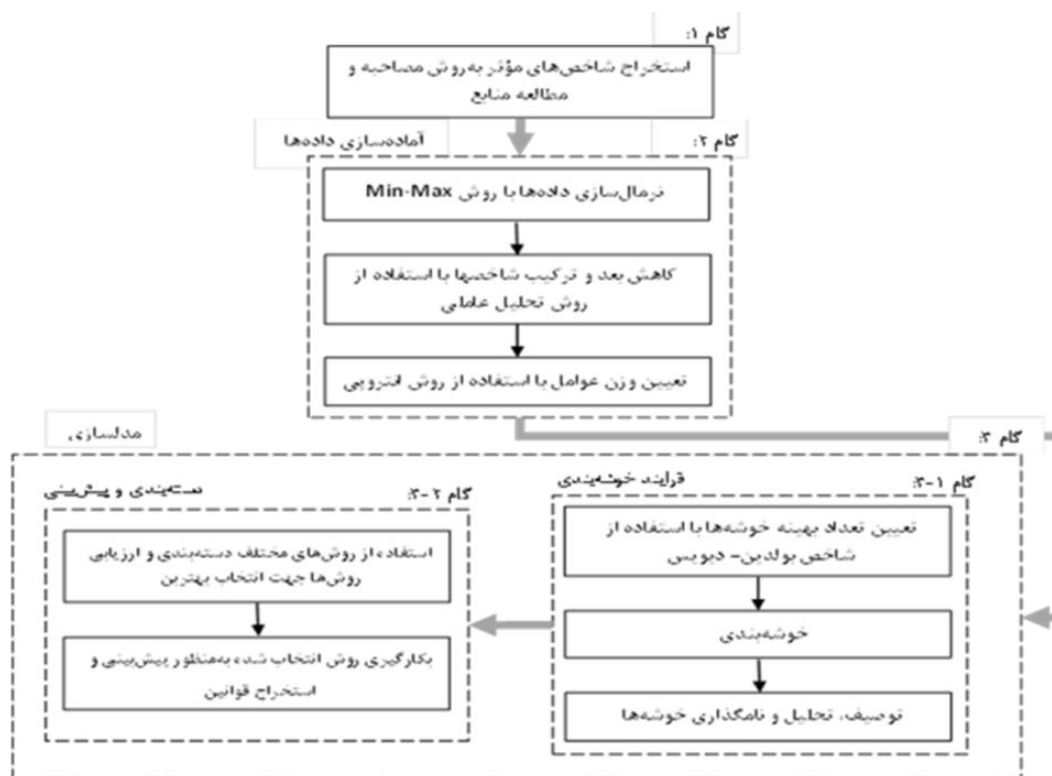 گام ۱:
استخراج شاخص‌های مؤثر به‌روش مصاحبه و
مطالعه منابع
گام ۲:
آماده‌سازی داده‌ها
نرمال‌سازی داده‌ها با روش Min-Max
کاهش بعد و ترکیب شاخصها با استفاده از
روش تحلیل عاملی
تعیین وزن عوامل با استفاده از روش انتروپی
گام ۳:
مدلسازی
گام ۱-۳:
فرآیند خوشه‌بندی
تعیین تعداد بهینه خوشه‌ها با استفاده از
شاخص بولدین- دیویس
خوشه‌بندی
توصیف، تحلیل و نامگذاری خوشه‌ها
گام ۲-۳:
دسته‌بندی و پیش‌بینی
استفاده از روش‌های مختلف دسته‌بندی و ارزیابی
روش‌ها جهت انتخاب بهترین
بکارگیری روش انتخاب شده به‌منظور پیش‌بینی و
استخراج قوانین